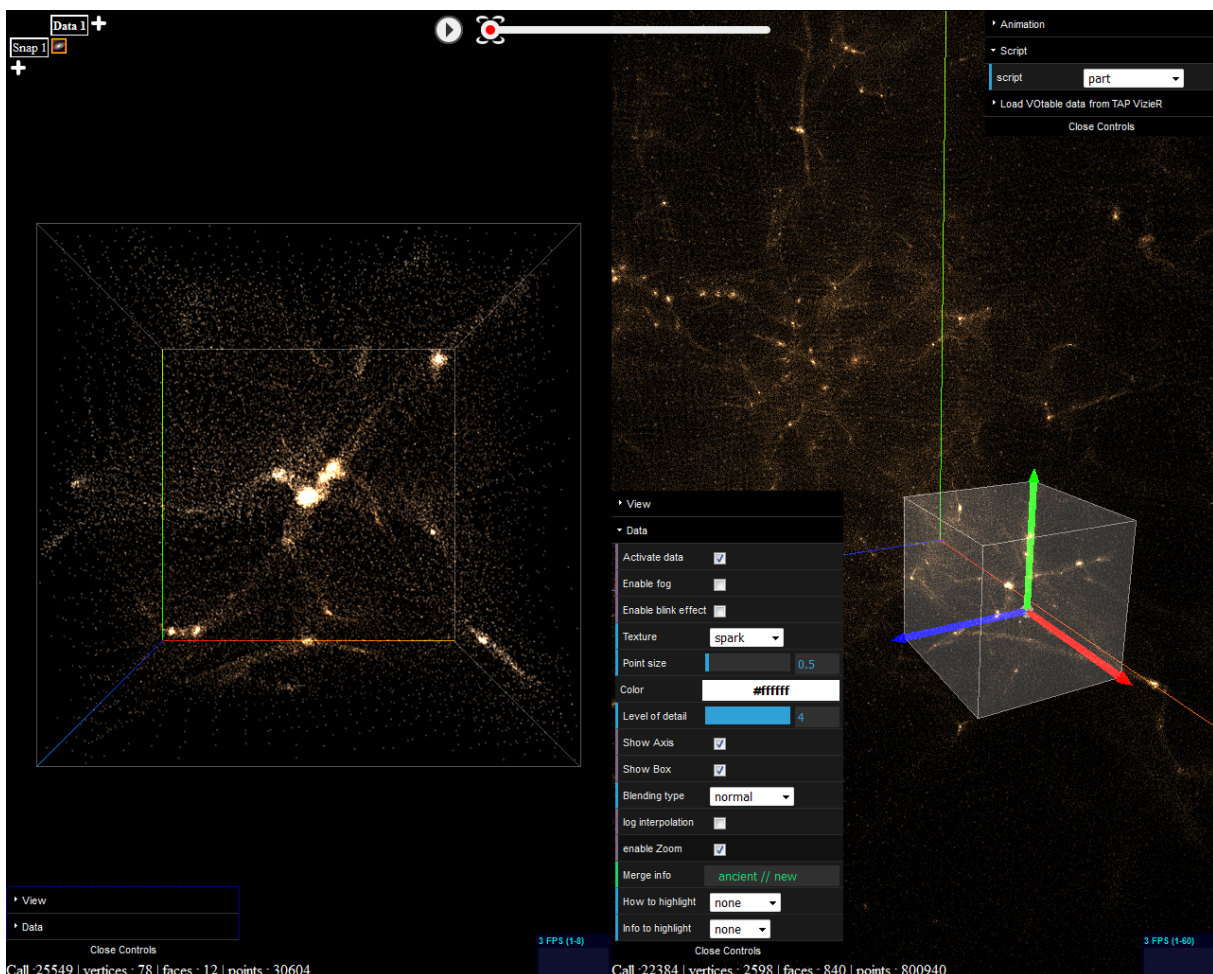 Data 1
Snap 1
Animation
Script
script part
Load VOtable data from TAP VizieR
Close Controls
View
Data
Activate data
Enable fog
Enable blink effect
Texture spark
Point size 0.5
Color #ffffff
Level of detail 4
Show Axis
Show Box
Blending type normal
log interpolation
enable Zoom
Merge info ancient // new
How to highlight none
Info to highlight none
Close Controls
View
Data
Close Controls
3 FPS (1-8)
3 FPS (1-60)
Call :25549 | vertices : 78 | faces : 12 | points : 30604
Call :22384 | vertices : 2598 | faces : 840 | points : 800940